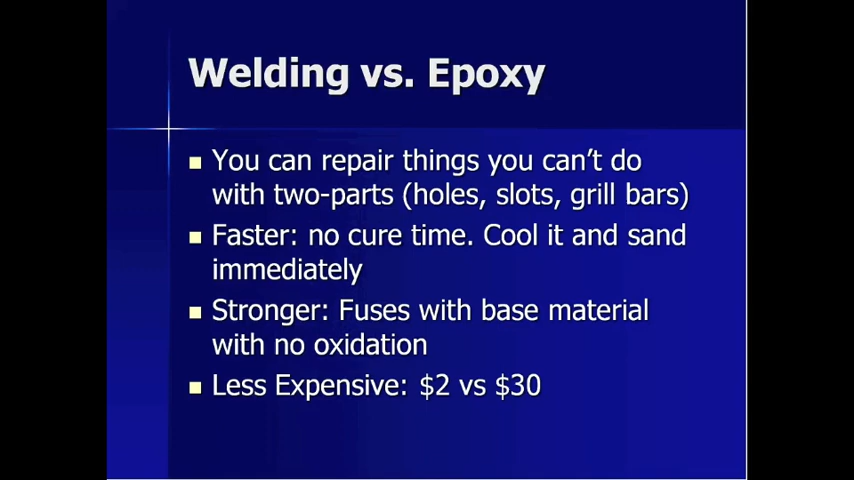 Welding vs. Epoxy
You can repair things you can't do
with two-parts (holes, slots, grill bars)
Faster: no cure time. Cool it and sand
immediately
Stronger: Fuses with base material
with no oxidation
Less Expensive: $2 vs $30